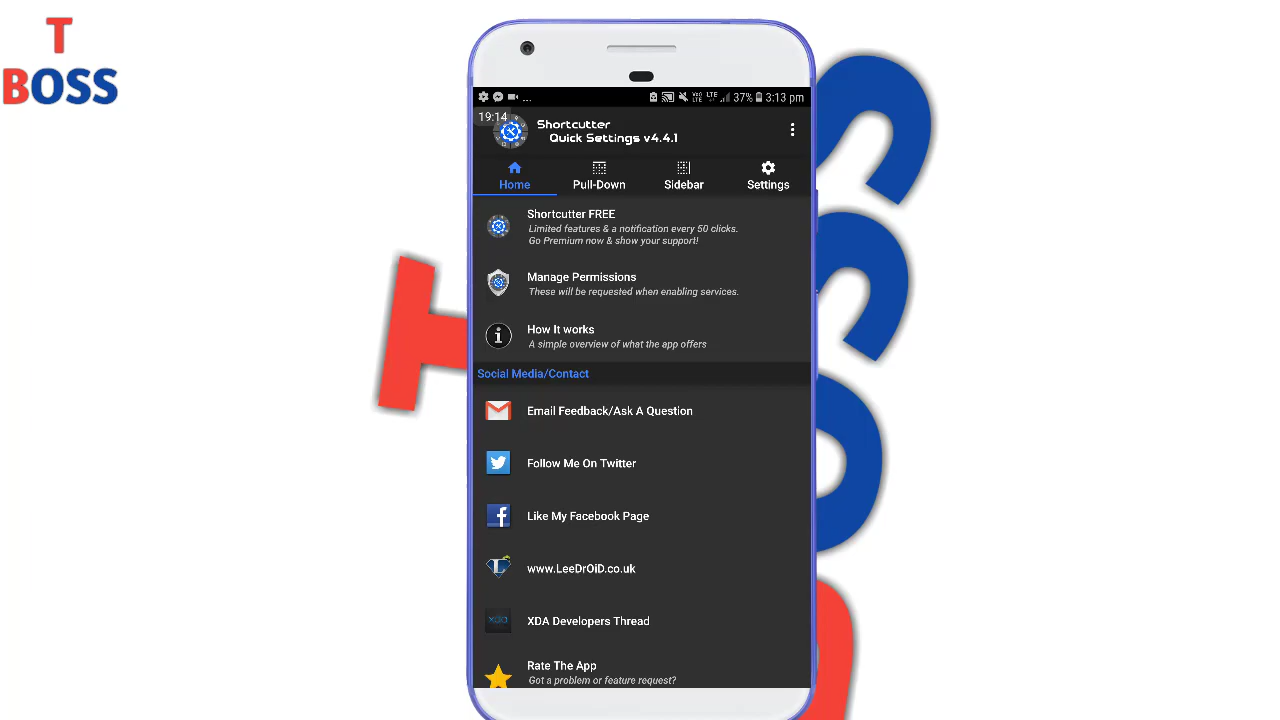 T
BOSS
... 37% 3:13 pm
19:14
Shortcutter
Quick Settings v4.4.1
Home Pull-Down Sidebar Settings
Shortcutter FREE
Limited features & a notification every 50 clicks.
Go Premium now & show your support!
Manage Permissions
These will be requested when enabling services.
How It works
A simple overview of what the app offers
Social Media/Contact
Email Feedback/Ask A Question
Follow Me On Twitter
Like My Facebook Page
www.LeeDrOiD.co.uk
xda XDA Developers Thread
Rate The App
Got a problem or feature request?